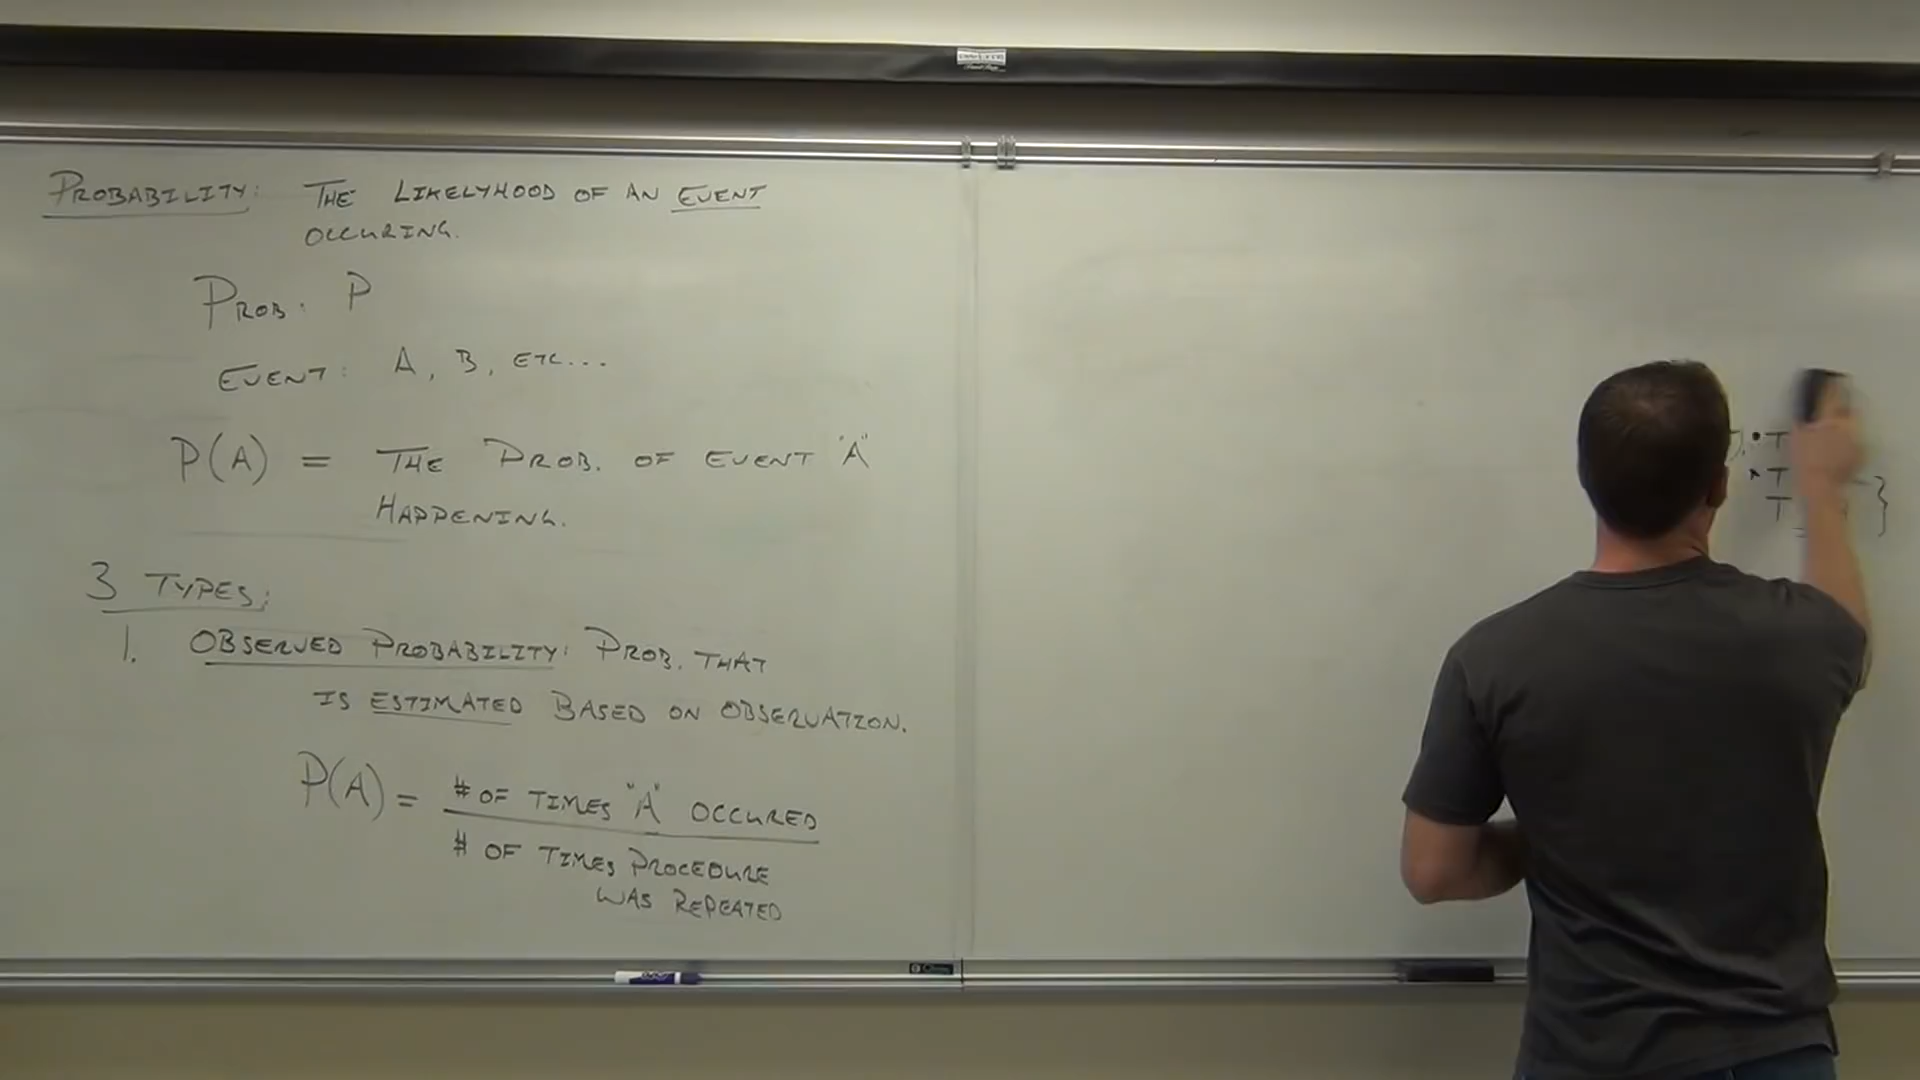 PROBABILITY: THE LIKELYHOOD OF AN EVENT
OCCURING.
PROB: P
EVENT: A, B, ETC...
P(A) = THE PROB. OF EVENT "A"
HAPPENING.
3 TYPES:
1. OBSERVED PROBABILITY: PROB. THAT
IS ESTIMATED BASED ON OBSERVATION.
P(A) = # OF TIMES "A" OCCURED
# OF TIMES PROCEDURE
WAS REPEATED
T
T
T }